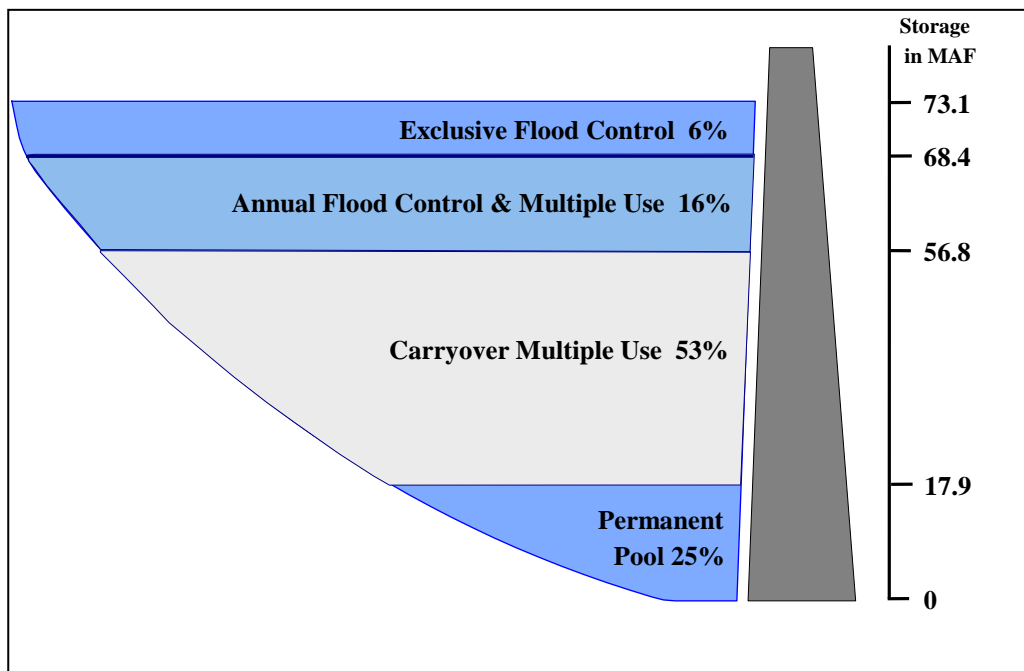 Storage
in MAF
73.1
Exclusive Flood Control 6%
68.4
Annual Flood Control & Multiple Use 16%
56.8
Carryover Multiple Use 53%
17.9
Permanent
Pool 25%
0